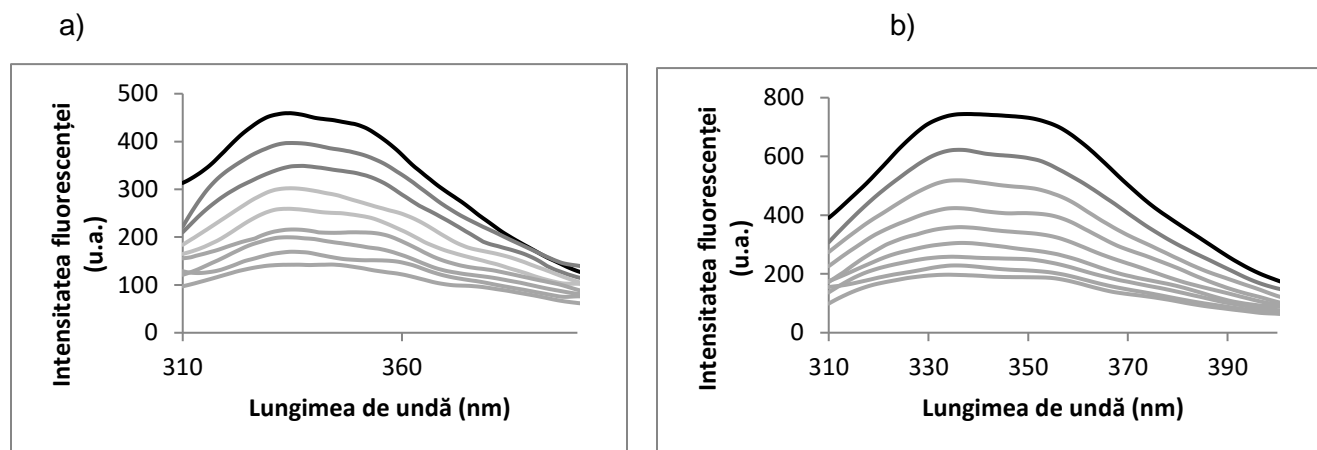 a)
b)
Intensitatea fluorescenței
(u.a.)
500
400
300
200
100
0
310
360
Lungimea de undă (nm)
Intensitatea fluorescenței
(u.a.)
800
600
400
200
0
310
330
350
370
390
Lungimea de undă (nm)